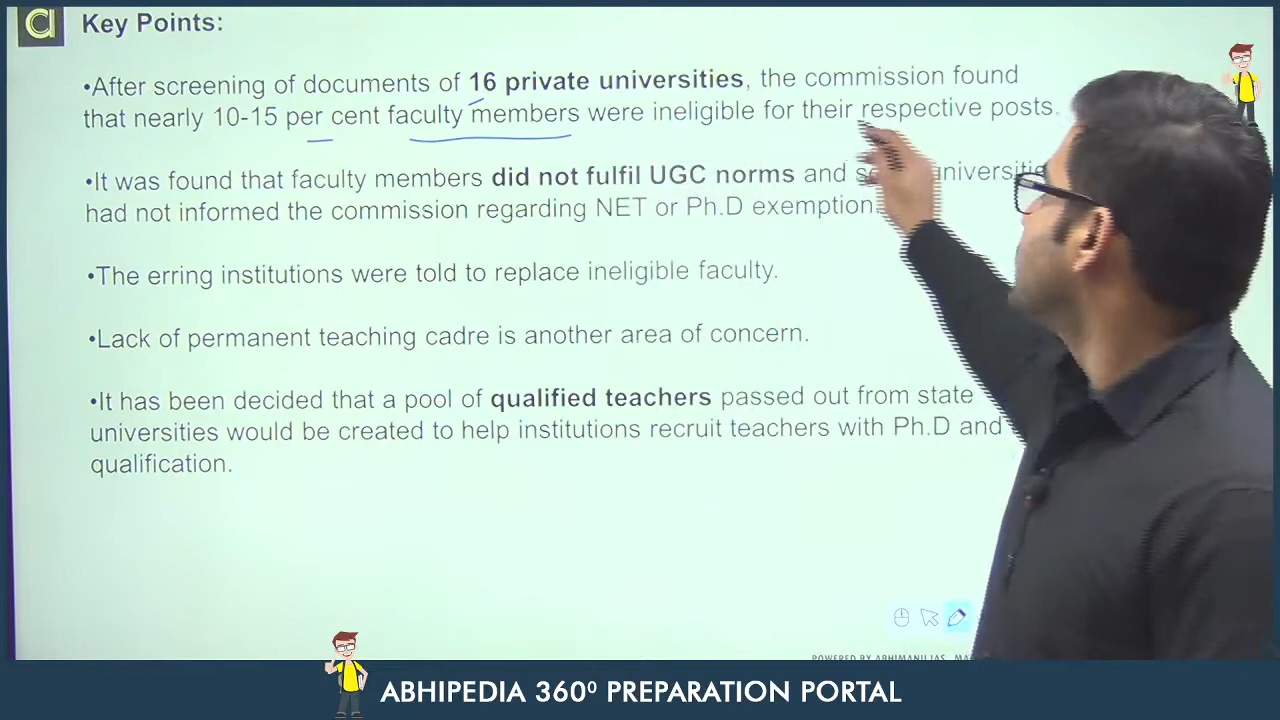 a
Key Points:
•After screening of documents of 16 private universities, the commission found
that nearly 10-15 per cent faculty members were ineligible for their respective posts.
•It was found that faculty members did not fulfil UGC norms and
had not informed the commission regarding NET or Ph.D exemption.
•The erring institutions were told to replace ineligible faculty.
•Lack of permanent teaching cadre is another area of concern.
•It has been decided that a pool of qualified teachers passed out from state
universities would be created to help institutions recruit teachers with Ph.D and
qualification.
POWERED BY
ABHIPEDIA 360⁰ PREPARATION PORTAL